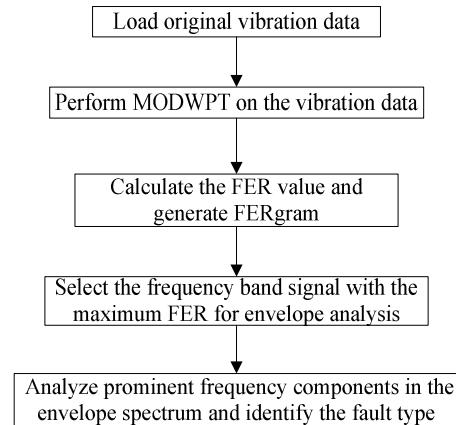 Load original vibration data
Perform MODWPT on the vibration data
Calculate the FER value and
generate FERgram
Select the frequency band signal with the
maximum FER for envelope analysis
Analyze prominent frequency components in the
envelope spectrum and identify the fault type